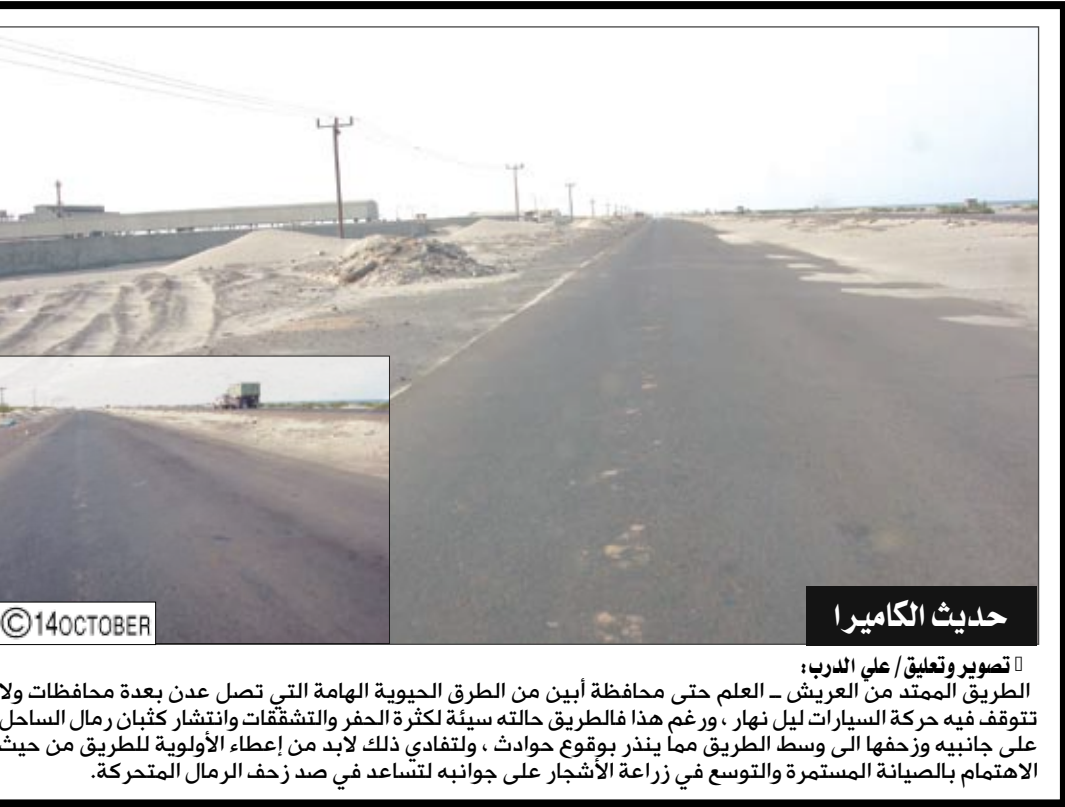 ©14OCTOBER
حديث الكاميرا
تصوير وتعليق/ علي الدرب:
الطريق الممتد من العريش ــ العلم حتى محافظة أبين من الطرق الحيوية الهامة التي تصل عدن بعدة محافظات ولا
تتوقف فيه حركة السيارات ليل نهار ، ورغم هذا فالطريق حالته سيئة لكثرة الحفر والتشققات وانتشار كثبان رمال الساحل
على جانبيه وزحفها الى وسط الطريق مما ينذر بوقوع حوادث ، ولتفادي ذلك لابد من إعطاء الأولوية للطريق من حيث
الاهتمام بالصيانة المستمرة والتوسع في زراعة الأشجار على جوانبه لتساعد في صد زحف الرمال المتحركة.